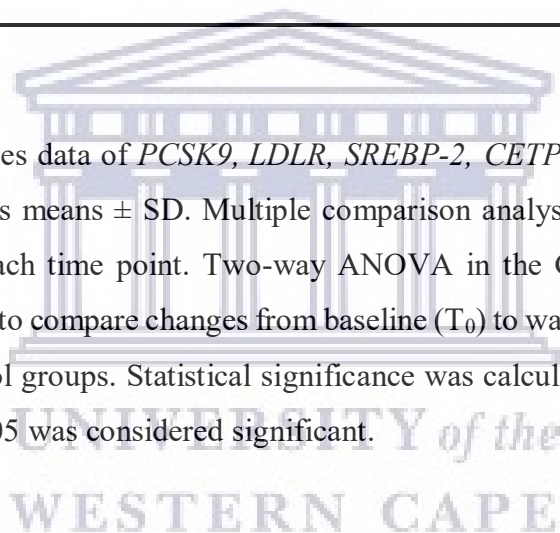 es data of PCSK9, LDLR, SREBP-2, CETP
s means ± SD. Multiple comparison analys
ach time point. Two-way ANOVA in the
to compare changes from baseline (T₀) to wa
ol groups. Statistical significance was calcul
05 was considered significant.
UNIVERSITY of the
WESTERN CAPE